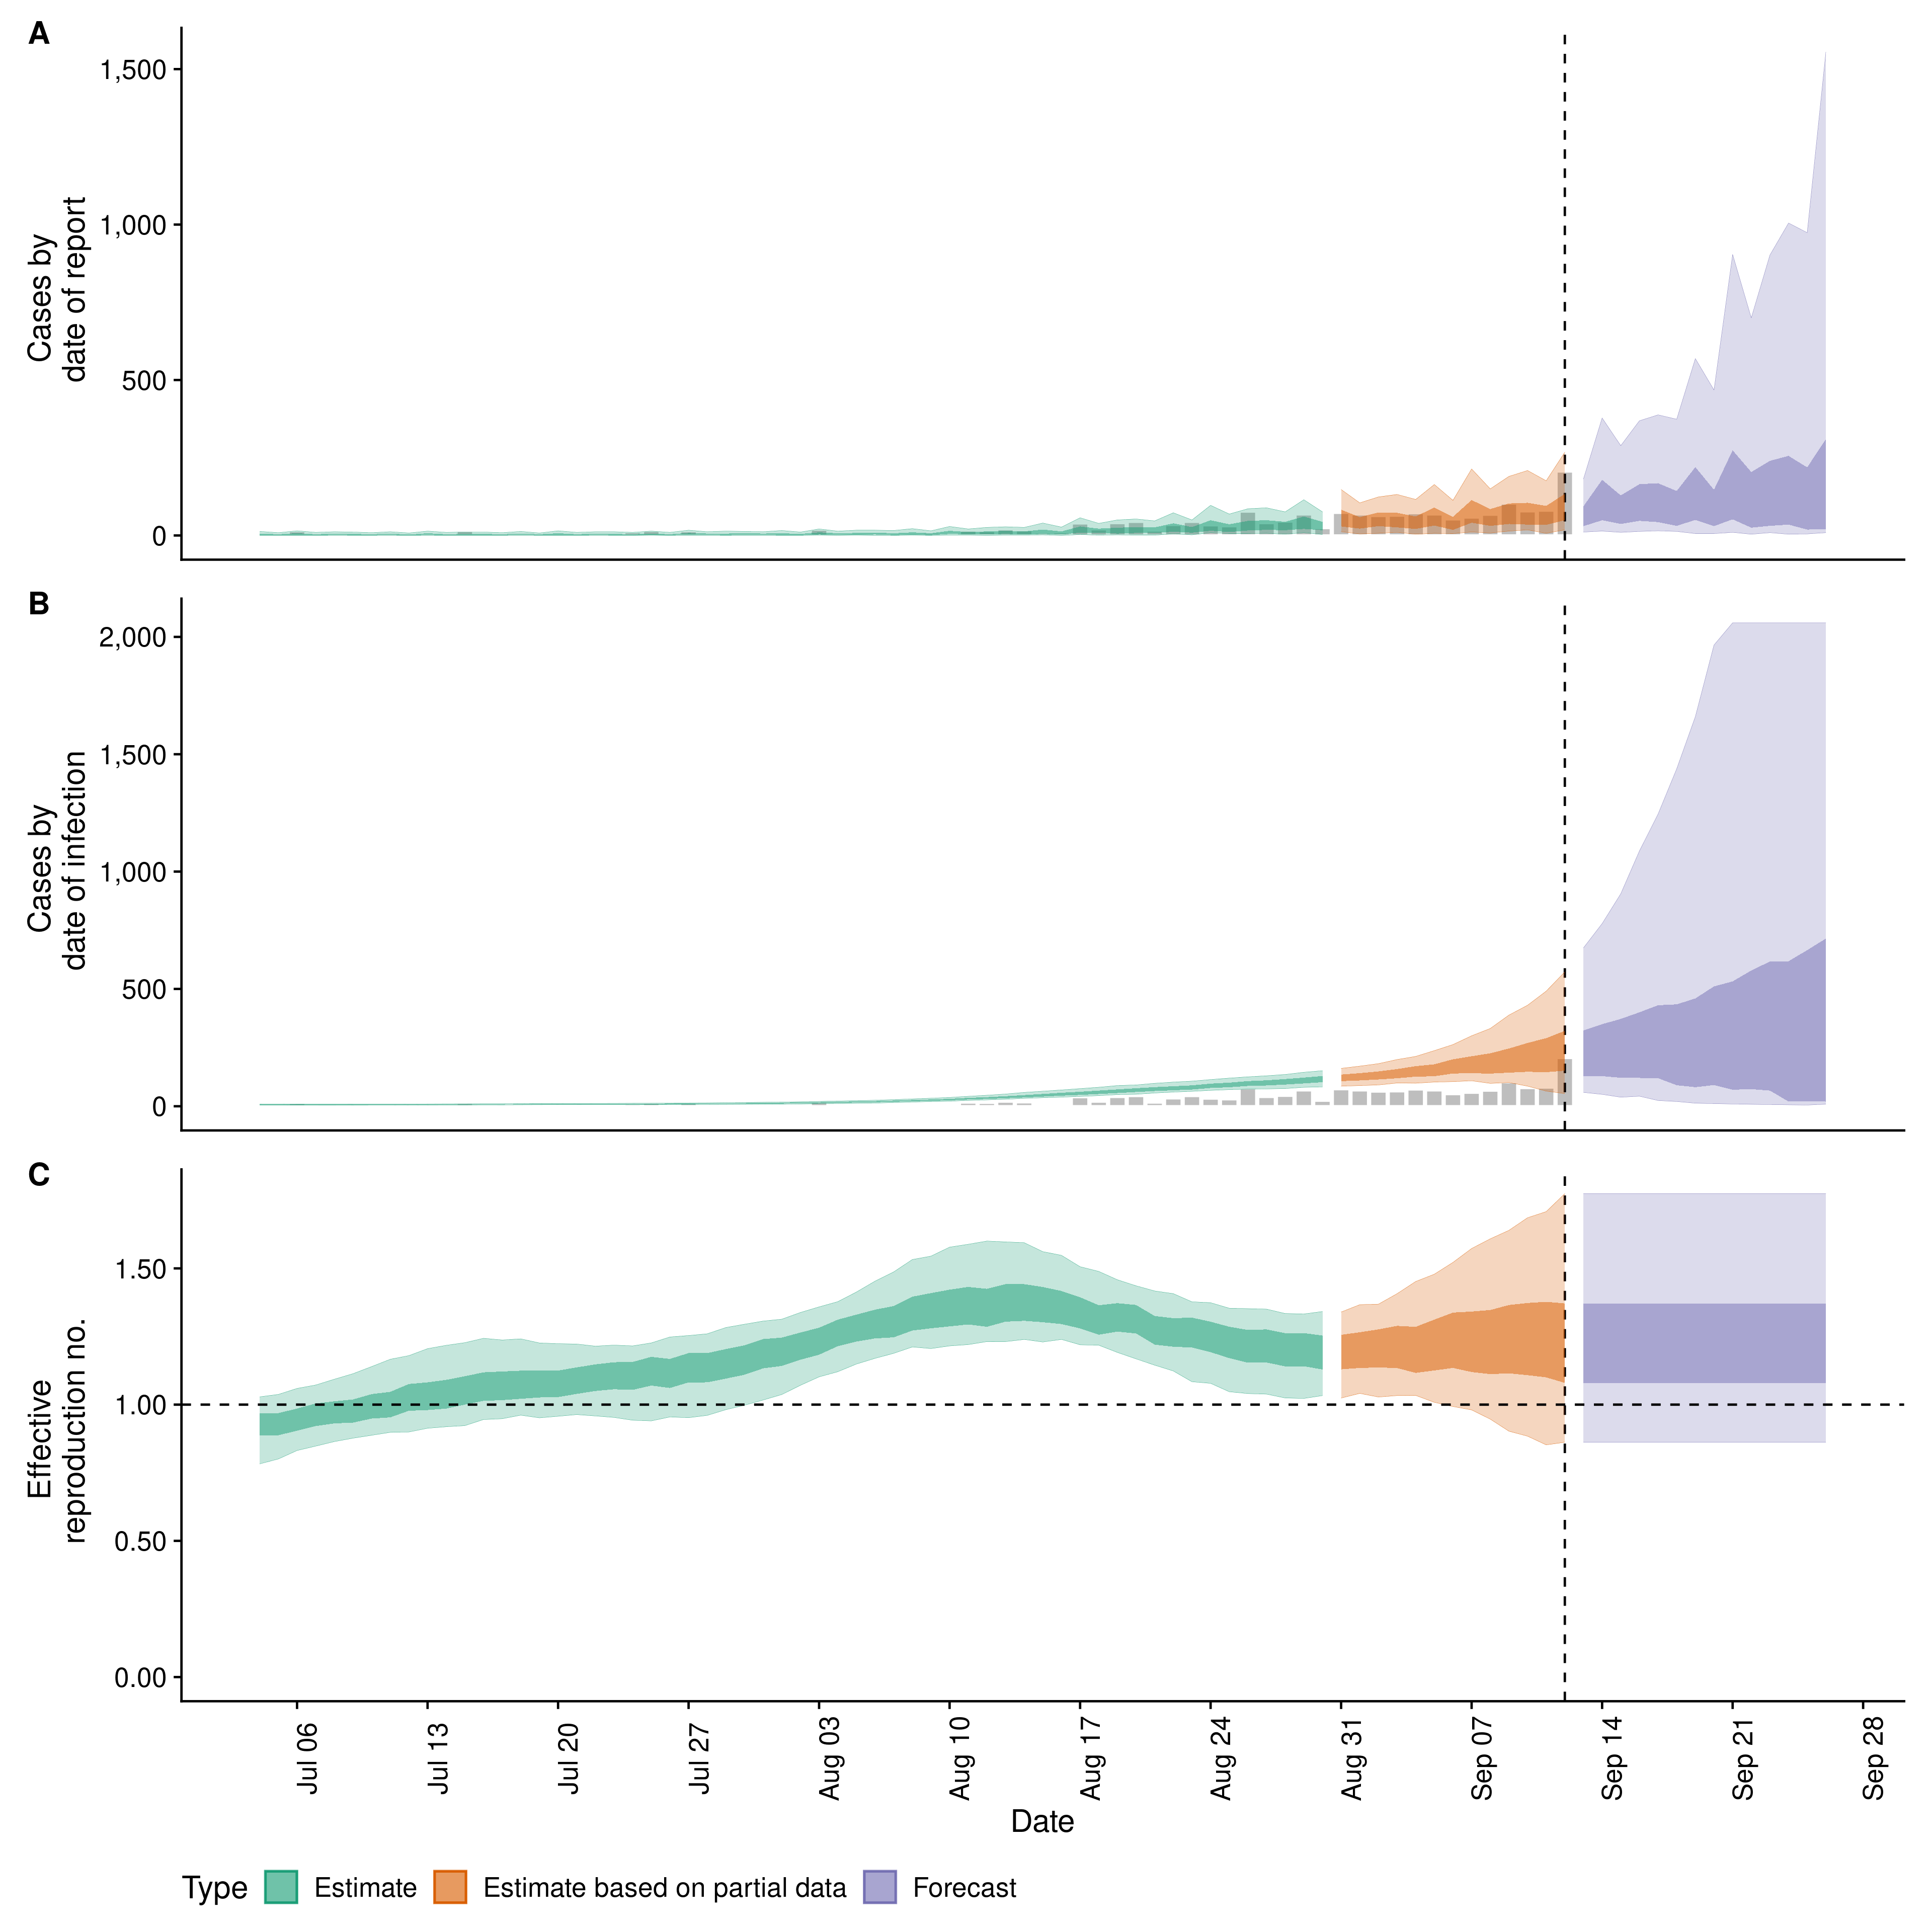 A
1,500
1,000
500
0
Cases by
date of report
B
2,000
1,500
1,000
500
0
Cases by
date of infection
C
1.50
1.00
0.50
0.00
Effective
reproduction no.
Jul 06
Jul 13
Jul 20
Jul 27
Aug 03
Aug 10
Aug 17
Aug 24
Aug 31
Sep 07
Sep 14
Sep 21
Sep 28
Date
Type Estimate Estimate based on partial data Forecast